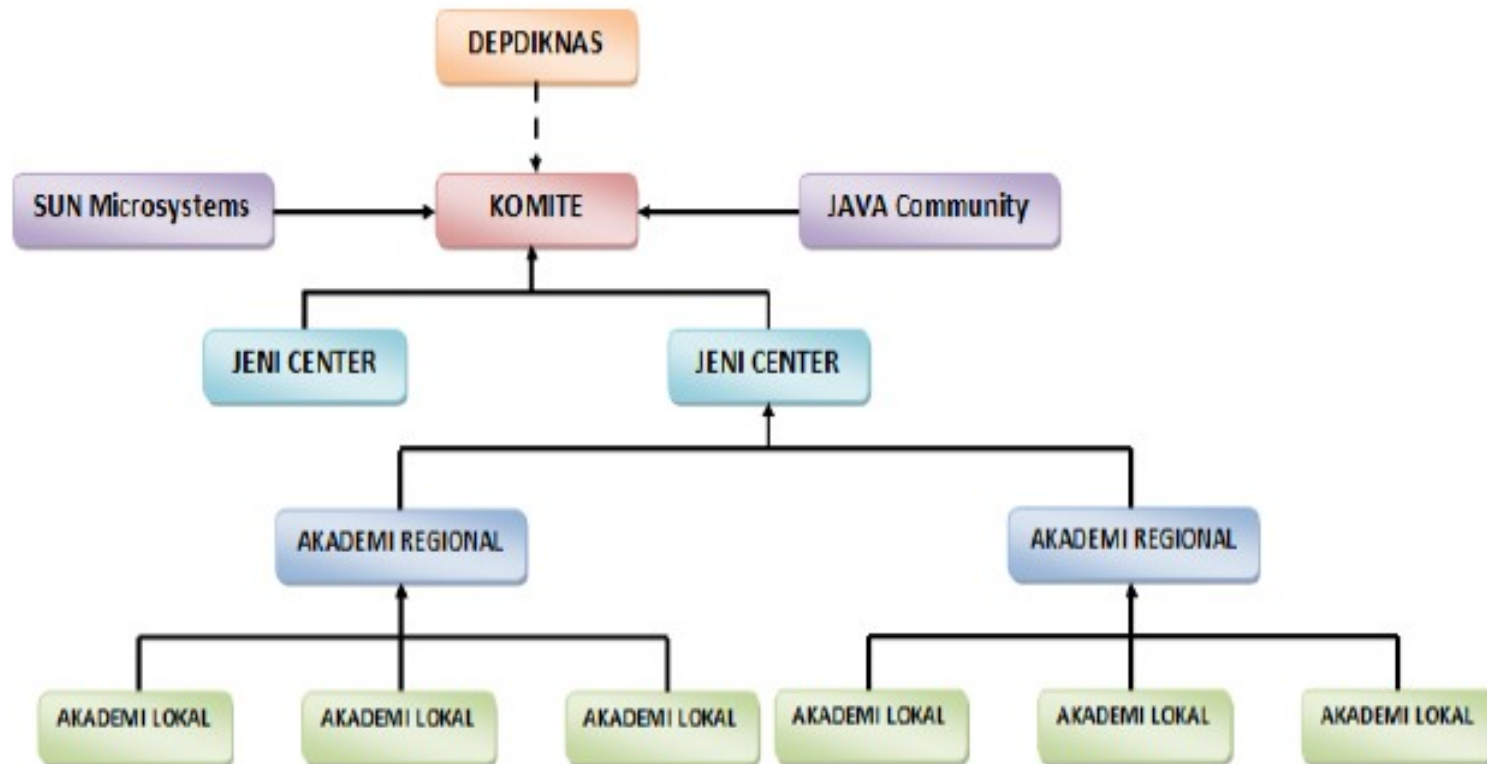 DEPDIKNAS
SUN Microsystems
KOMITE
JAVA Community
JENI CENTER
JENI CENTER
AKADEMI REGIONAL
AKADEMI REGIONAL
AKADEMI LOKAL
AKADEMI LOKAL
AKADEMI LOKAL
AKADEMI LOKAL
AKADEMI LOKAL
AKADEMI LOKAL